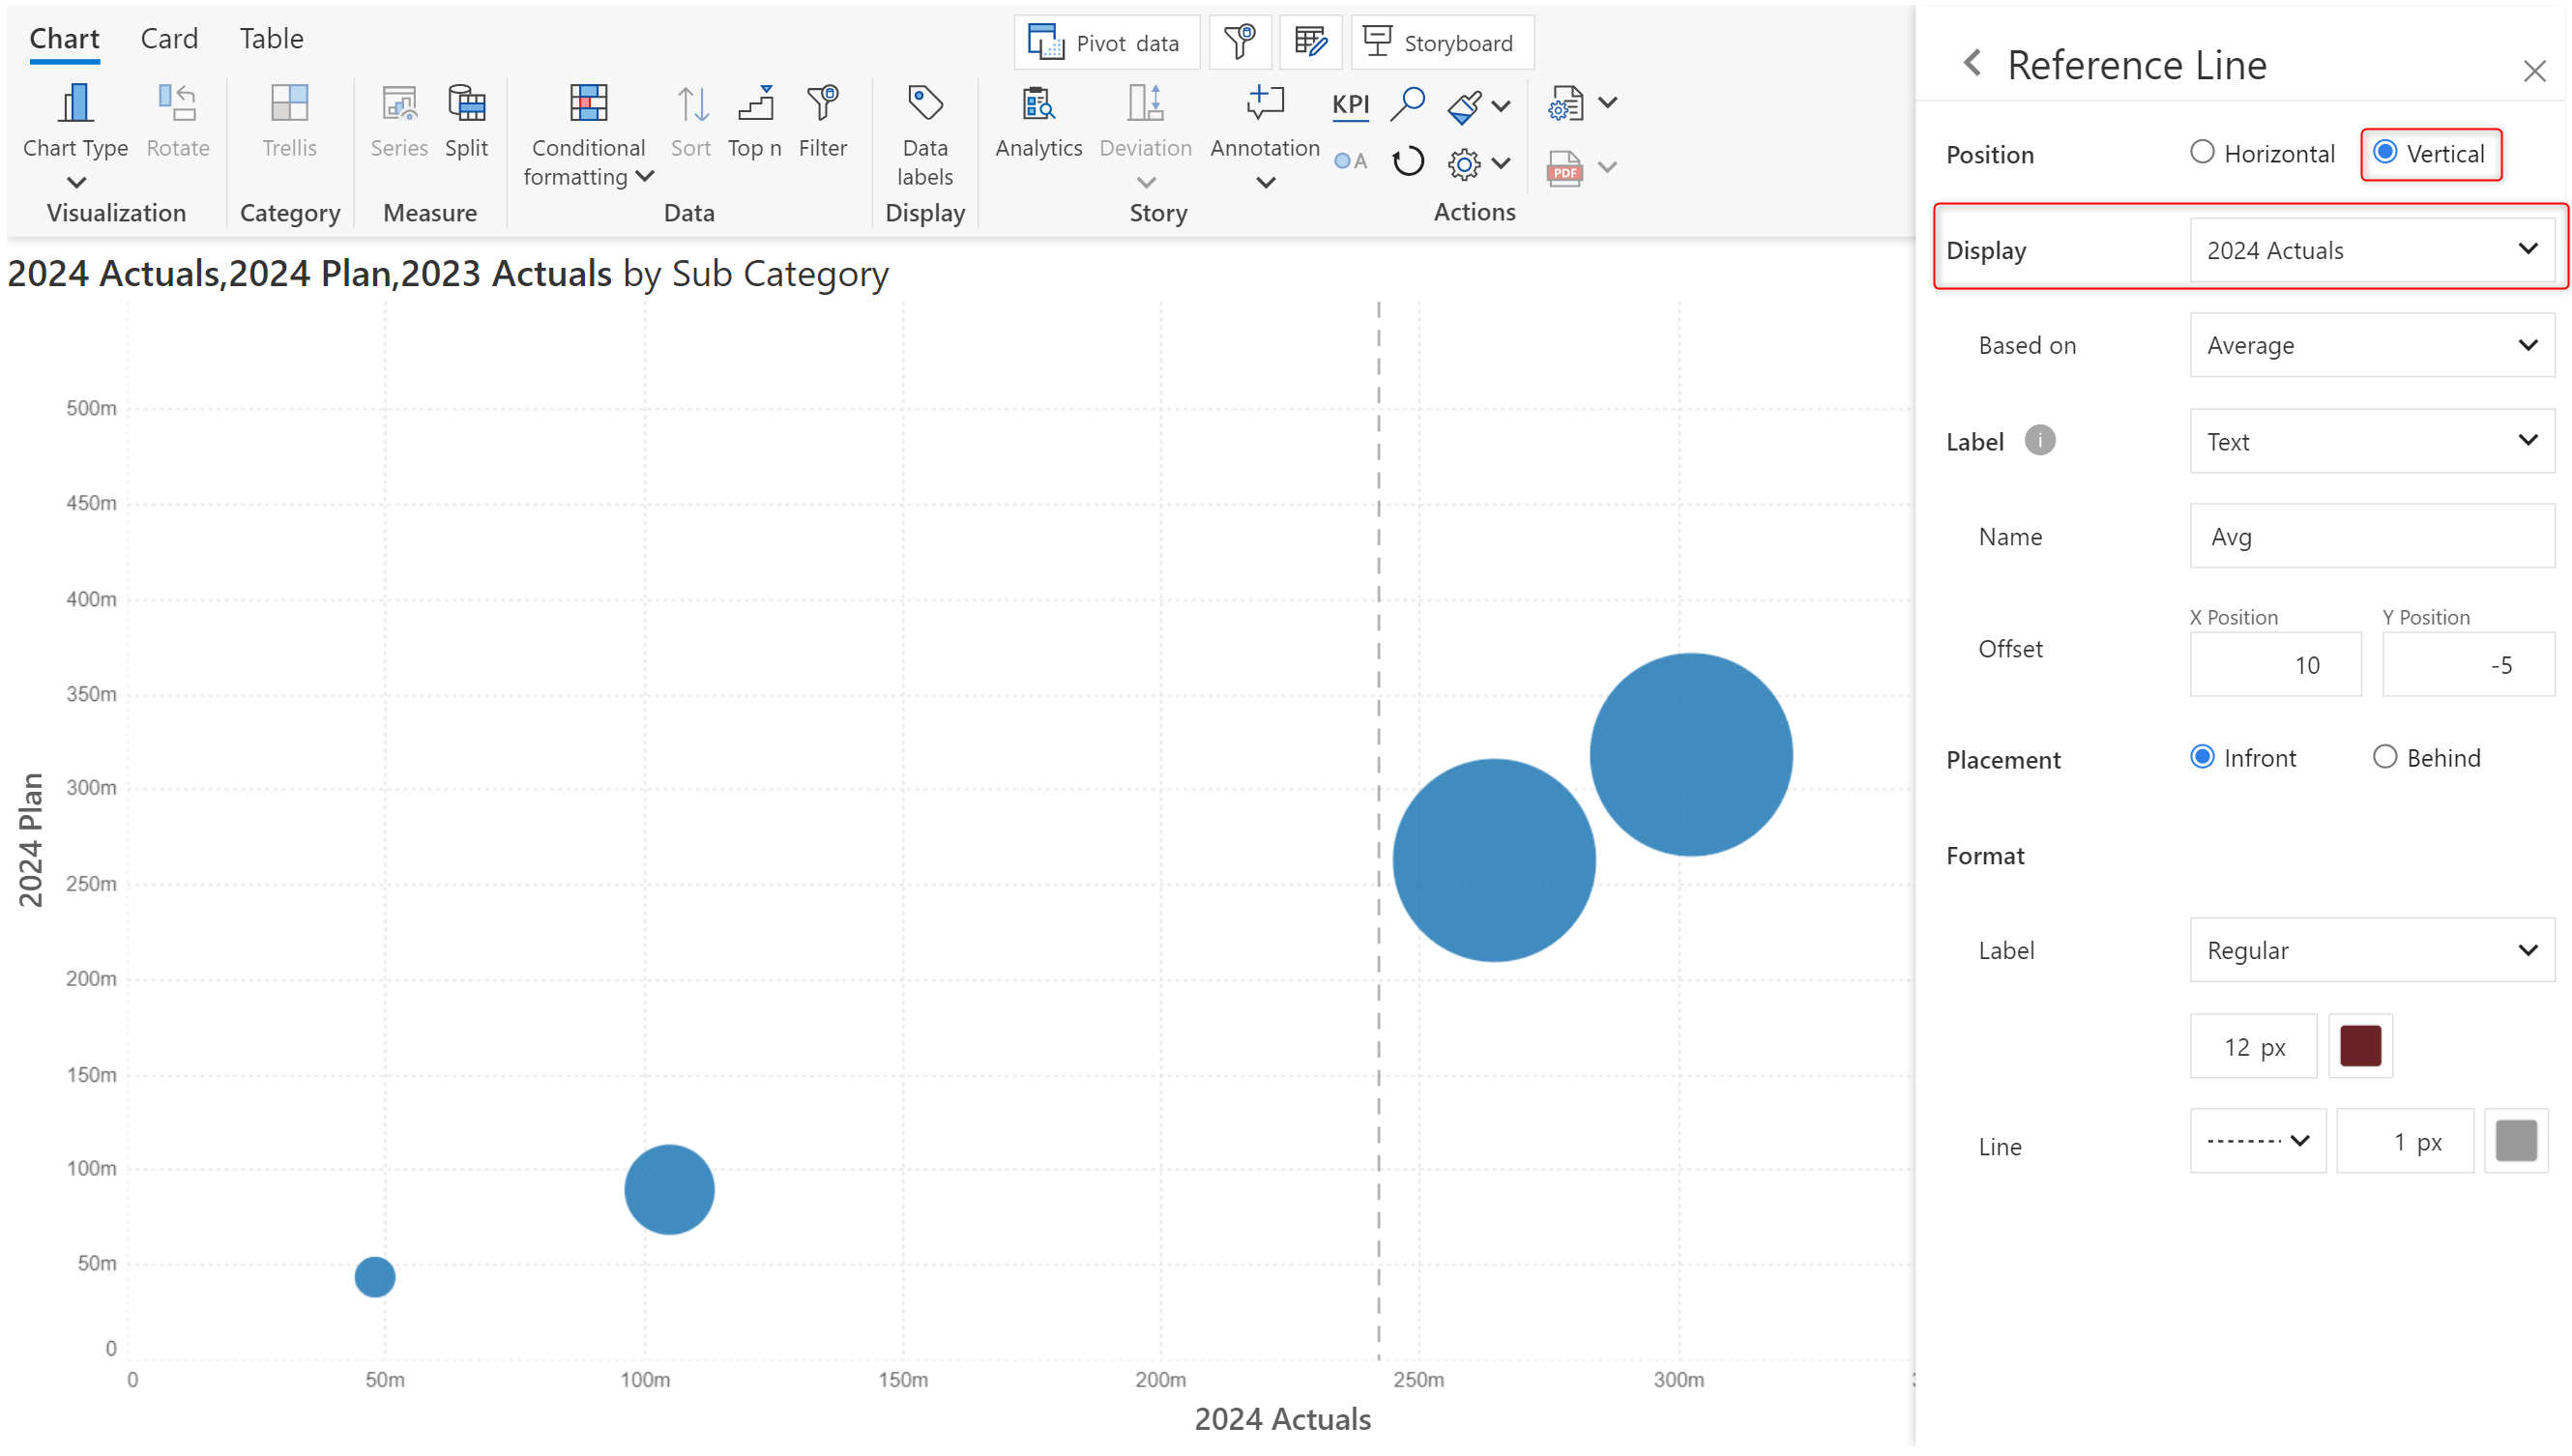 Chart Card Table
Pivot data
Storyboard
Chart Type
Rotate
Trellis
Series
Split
Conditional
formatting
Sort
Top n
Filter
Data
labels
Analytics
Deviation
Annotation
KPI
A
PDF
Visualization
Category
Measure
Data
Display
Story
Actions
2024 Actuals,2024 Plan,2023 Actuals by Sub Category
500m
450m
400m
350m
300m
250m
200m
150m
100m
50m
0
2024 Plan
0 50m 100m 150m 200m 250m 300m
2024 Actuals
Reference Line
Position Horizontal Vertical
Display 2024 Actuals
Based on Average
Label i Text
Name Avg
X Position Y Position
Offset 10 -5
Placement Infront Behind
Format
Label Regular
12 px
Line 1 px